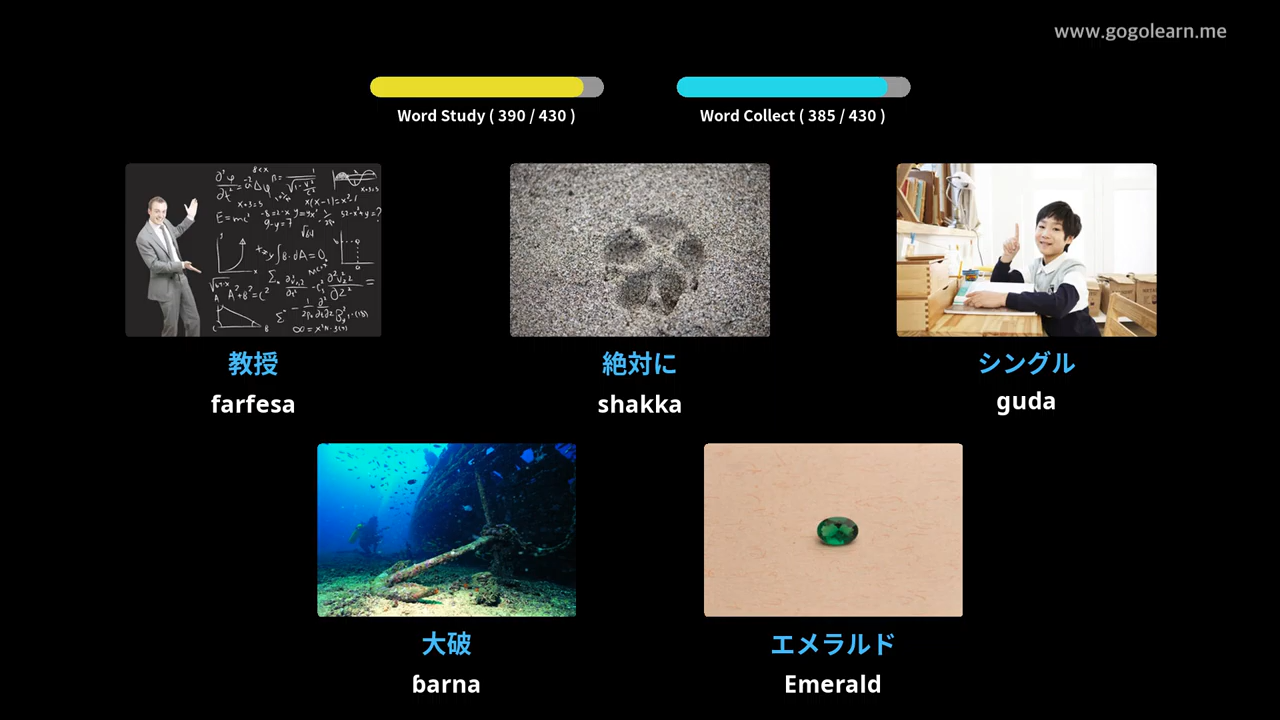 www.gogolearn.me
Word Study ( 390 / 430 )
Word Collect ( 385 / 430 )
教授
farfesa
絶対に
shakka
シングル
guda
大破
ɓarna
エメラルド
Emerald